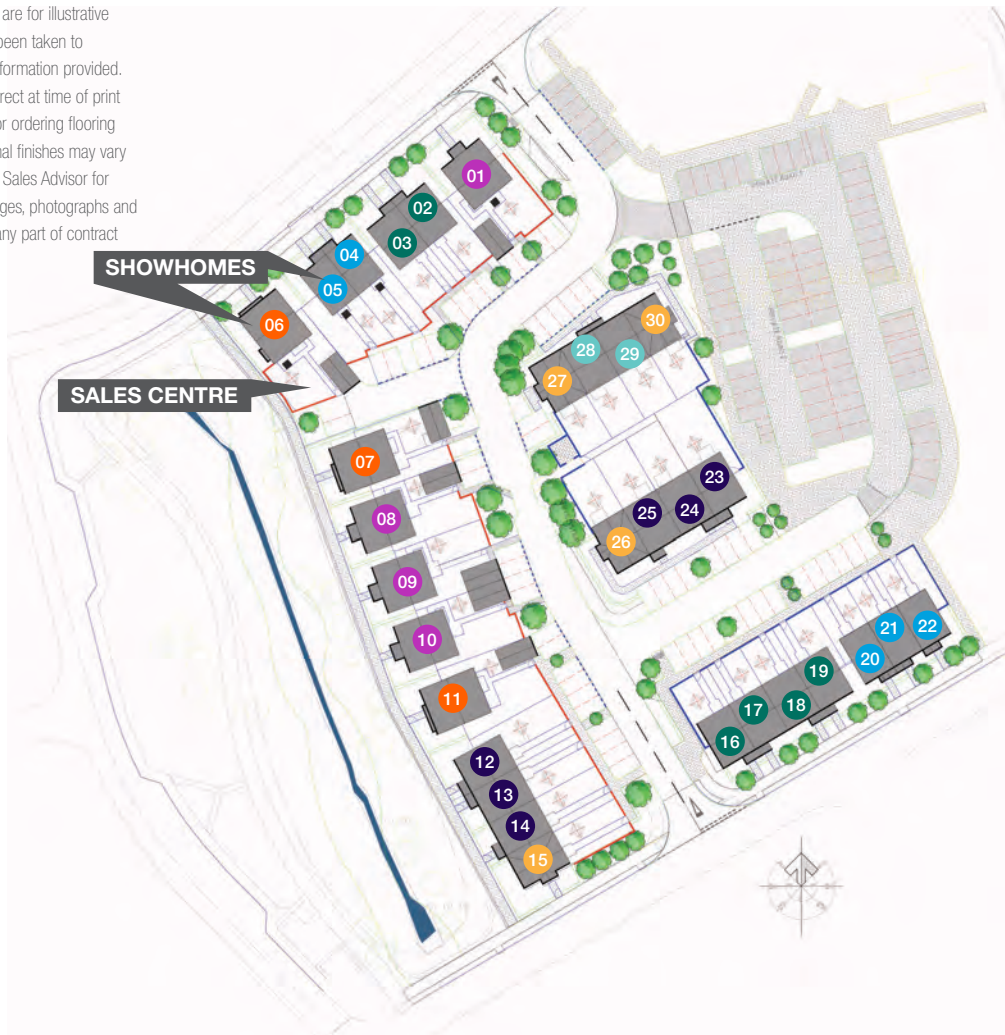 are for illustrative
been taken to
formation provided.
rect at time of print
or ordering flooring
nal finishes may vary
Sales Advisor for
ges, photographs and
any part of contract
01
02
03
04
SHOWHOMES
05
06
30
28
29
27
SALES CENTRE
07
23
08
25
24
26
09
10
21
22
20
11
19
17
18
16
12
13
14
15